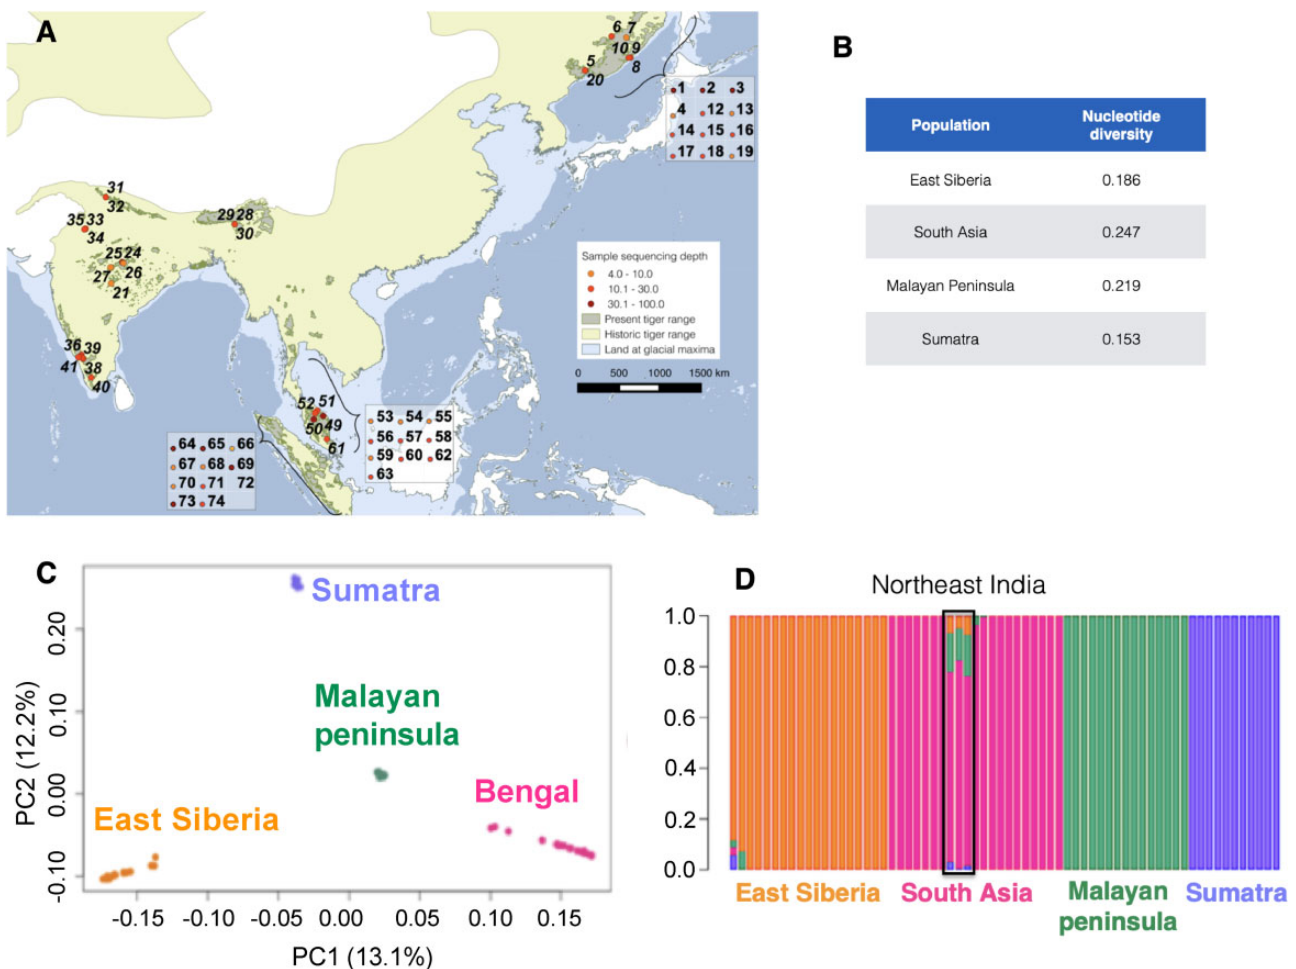 A
6 7
10 9
5
8
20
1 2 3
4 12 13
14 15 16
17 18 19
31
32
35 33
34
29 28
30
25 24
27 26
21
36 39
41 38
40
52 51
50 49
61
53 54 55
56 57 58
59 60 62
63
64 65 66
67 68 69
70 71 72
73 74
Sample sequencing depth
4.0 - 10.0
10.1 - 30.0
30.1 - 100.0
Present tiger range
Historic tiger range
Land at glacial maxima
0 500 1000 1500 km
B
Population Nucleotide diversity
East Siberia 0.186
South Asia 0.247
Malayan Peninsula 0.219
Sumatra 0.153
C
Sumatra
Malayan
peninsula
Bengal
East Siberia
PC2 (12.2%)
0.20
0.10
0.00
-0.10
-0.15 -0.10 -0.05 0.00 0.05 0.10 0.15
PC1 (13.1%)
D
Northeast India
1.0
0.8
0.6
0.4
0.2
0.0
East Siberia South Asia Malayan peninsula Sumatra